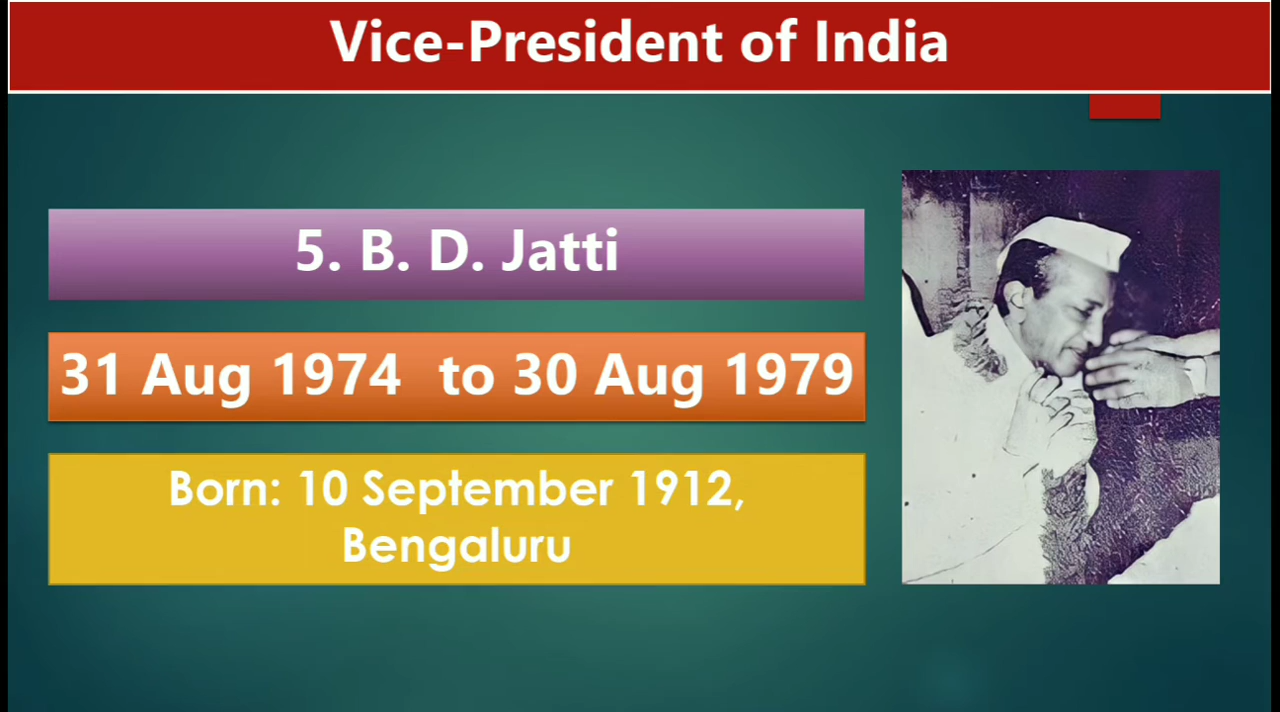 Vice-President of India
5. B. D. Jatti
31 Aug 1974 to 30 Aug 1979
Born: 10 September 1912,
Bengaluru